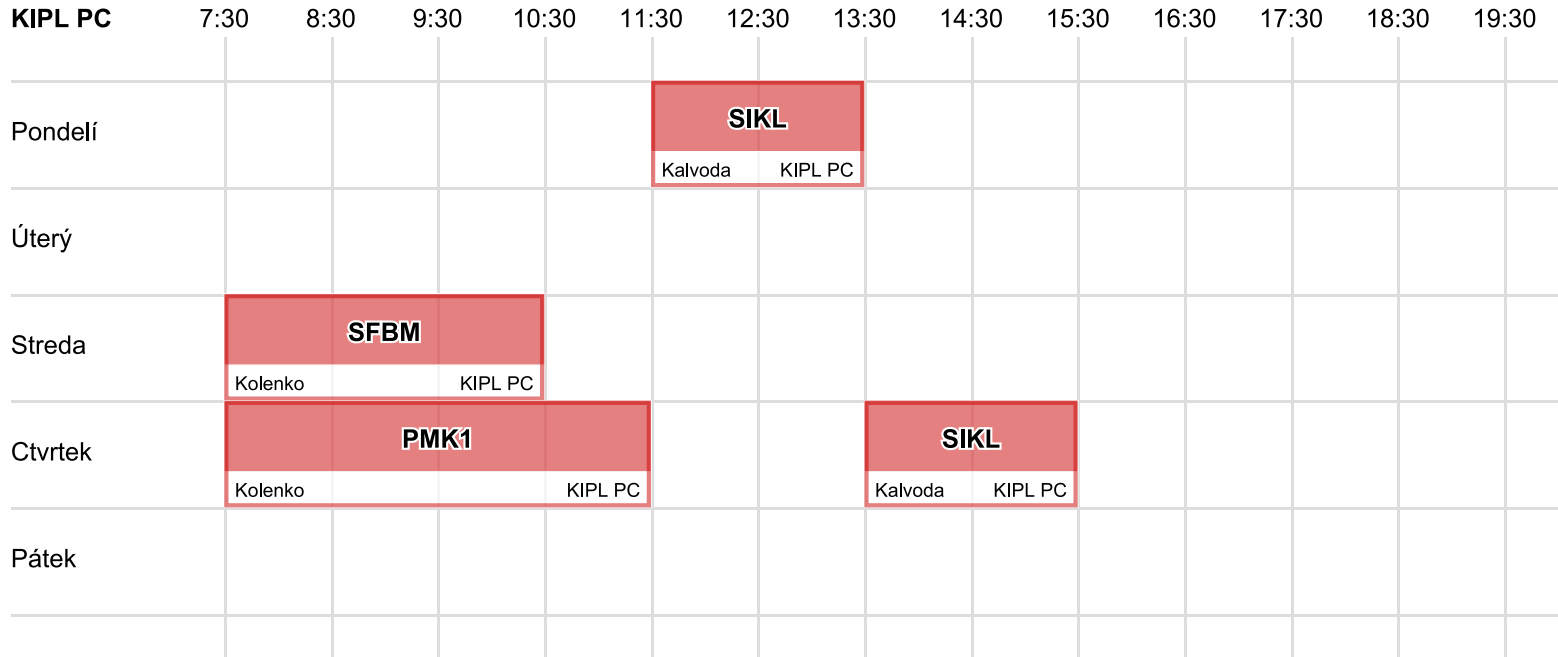 KIPL PC 7:30 8:30 9:30 10:30 11:30 12:30 13:30 14:30 15:30 16:30 17:30 18:30 19:30
Pondelí
SIKL
Kalvoda KIPL PC
Úterý
Streda
SFBM
Kolenko KIPL PC
Ctvrtek
PMK1
Kolenko KIPL PC
SIKL
Kalvoda KIPL PC
Pátek